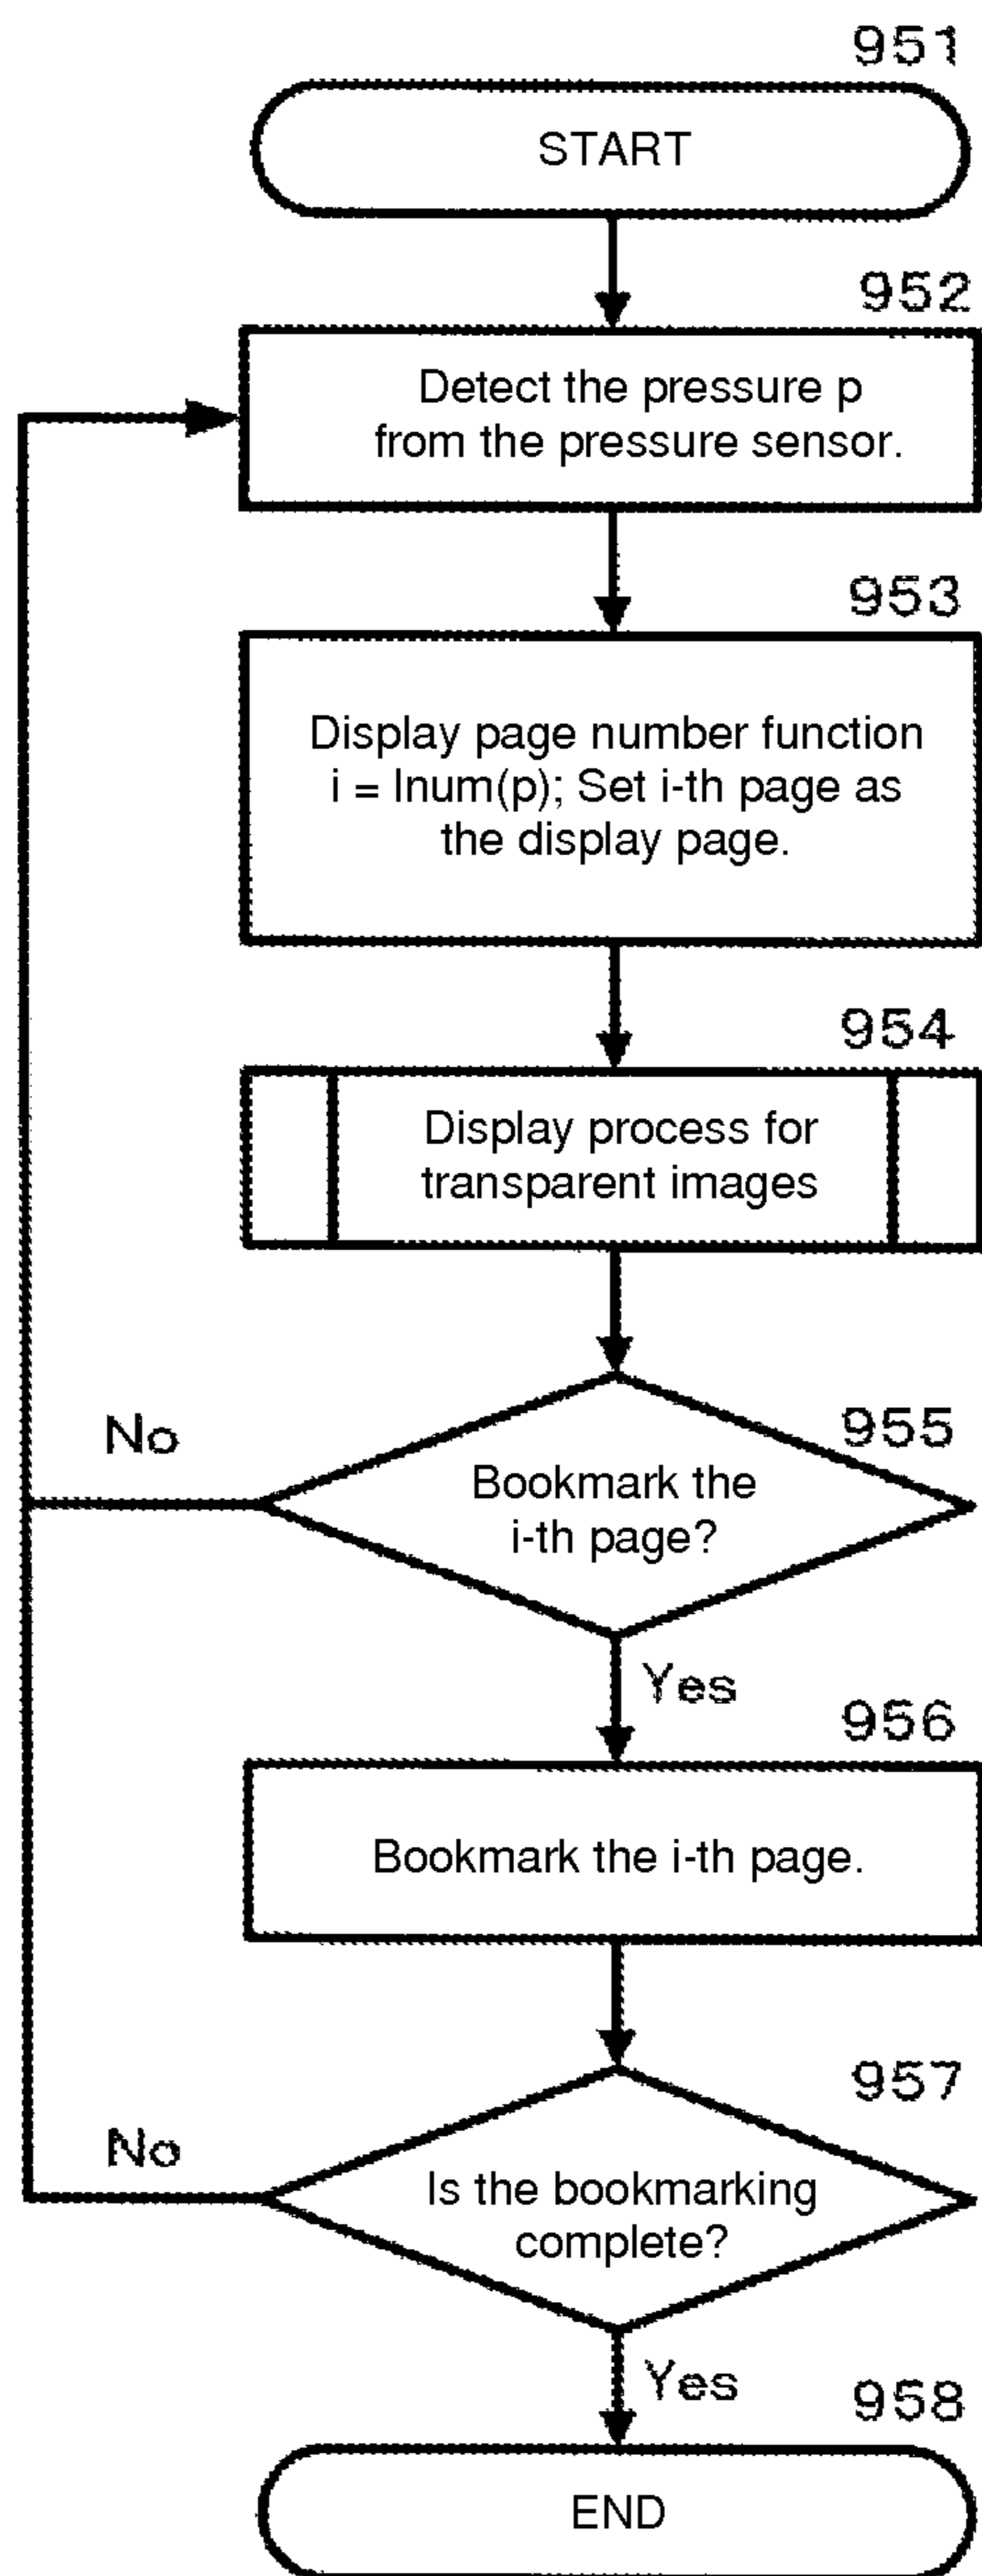 951
START
952
Detect the pressure p
from the pressure sensor.
953
Display page number function
i = Inum(p); Set i-th page as
the display page.
954
Display process for
transparent images
955
No
Bookmark the
i-th page?
Yes
956
Bookmark the i-th page.
957
No
Is the bookmarking
complete?
Yes
958
END